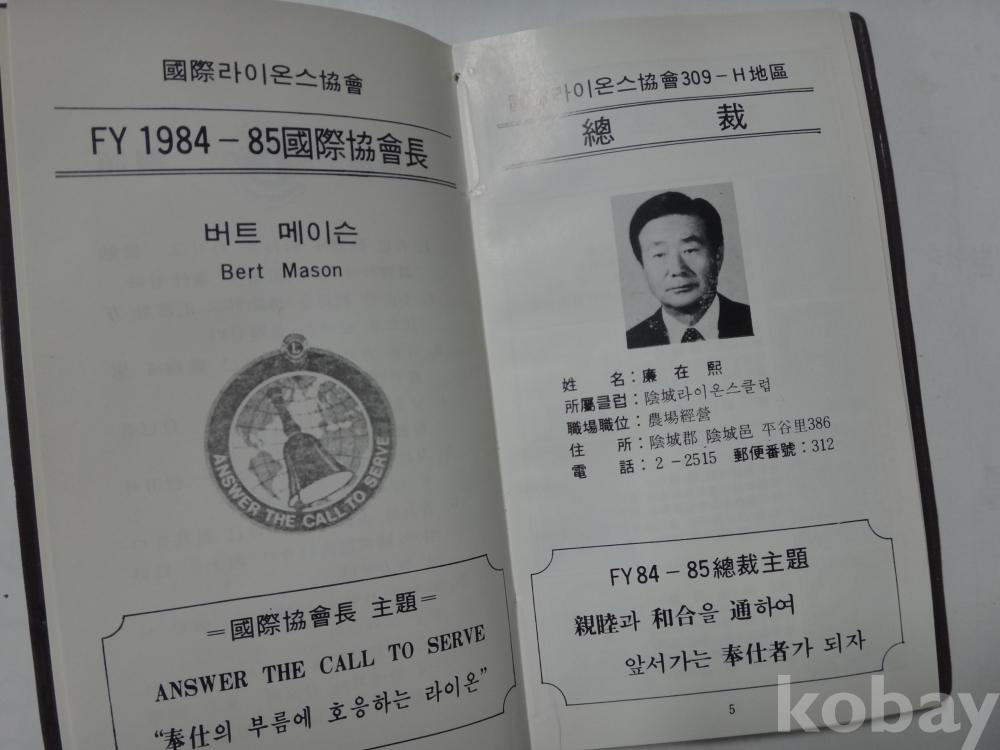 國際라이온스協會
FY 1984-85國際協會長
버트 메이슨
Bert Mason
L
ANSWER THE CALL TO SERVE
=國際協會長 主題=
ANSWER THE CALL TO SERVE
“奉仕의 부름에 호응하는 라이온”
國際라이온스協會309-H地區
總 裁
姓 名:廉在熙
所屬클럽:陰城라이온스클럽
職場職位:農場經營
住 所:陰城郡 陰城邑 平谷里386
電 話:2-2515 郵便番號:312
FY84-85總裁主題
親睦과 和合을 通하여
앞서가는 奉仕者가 되자
5
kobay